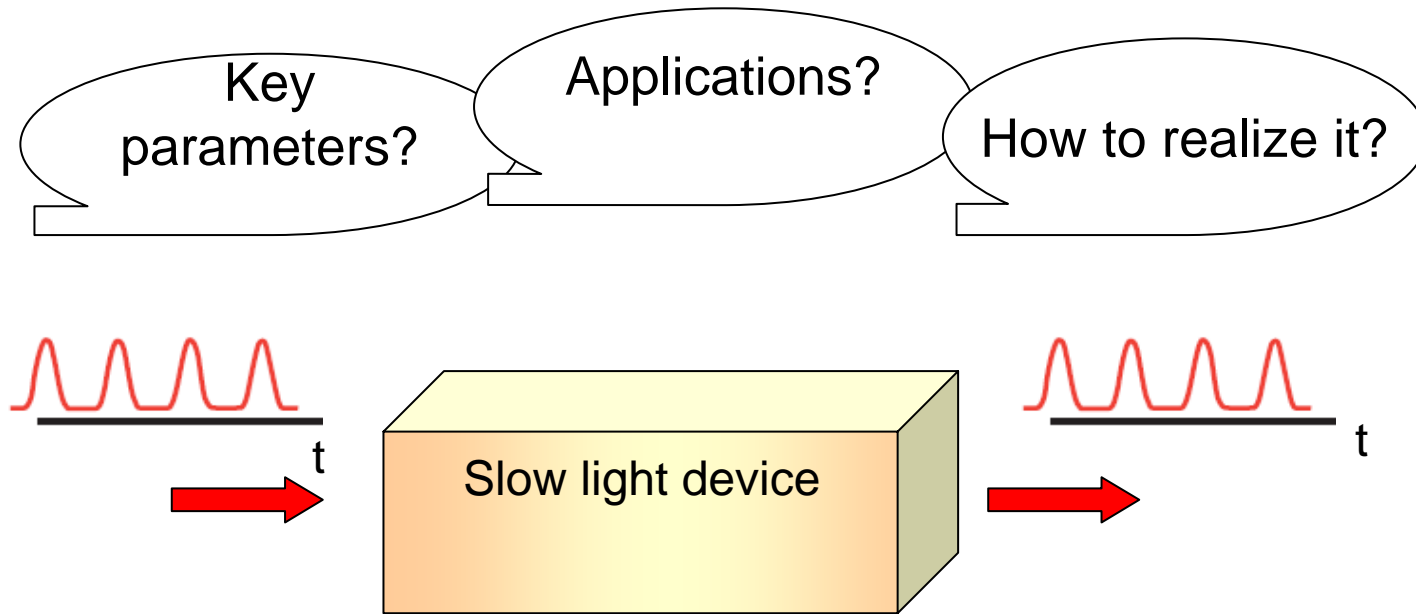 Key
parameters?
Applications?
How to realize it?
t
t
Slow light device